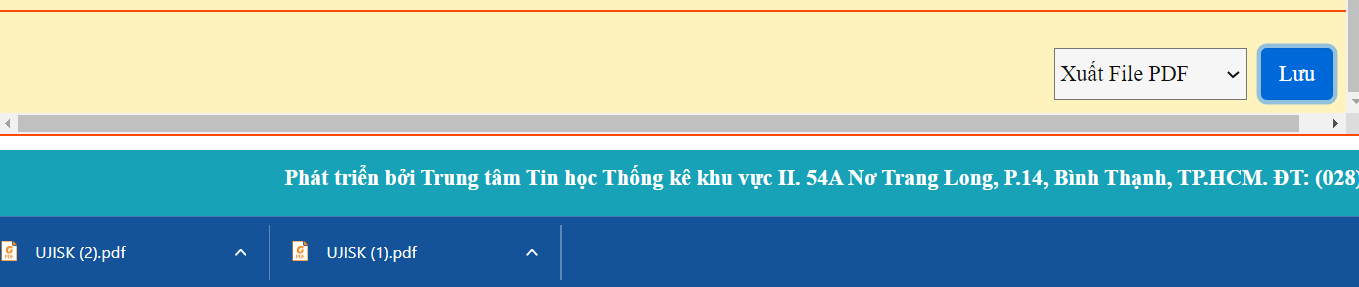 Xuất File PDF
Lưu
Phát triển bởi Trung tâm Tin học Thống kê khu vực II. 54A Nơ Trang Long, P.14, Bình Thạnh, TP.HCM. ĐT: (028)
UJISK (2).pdf
UJISK (1).pdf